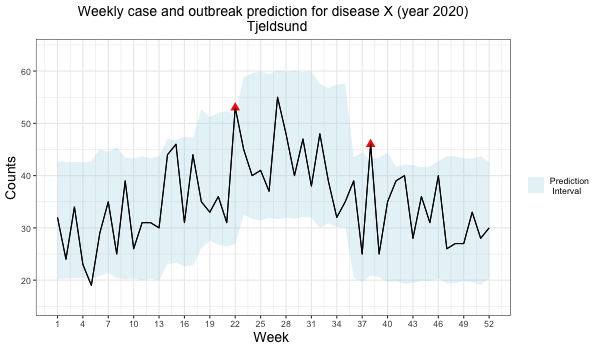 Weekly case and outbreak prediction for disease X (year 2020)
Tjeldsund
Counts
60
50
40
30
20
1 4 7 10 13 16 19 22 25 28 31 34 37 40 43 46 49 52
Week
Prediction
Interval